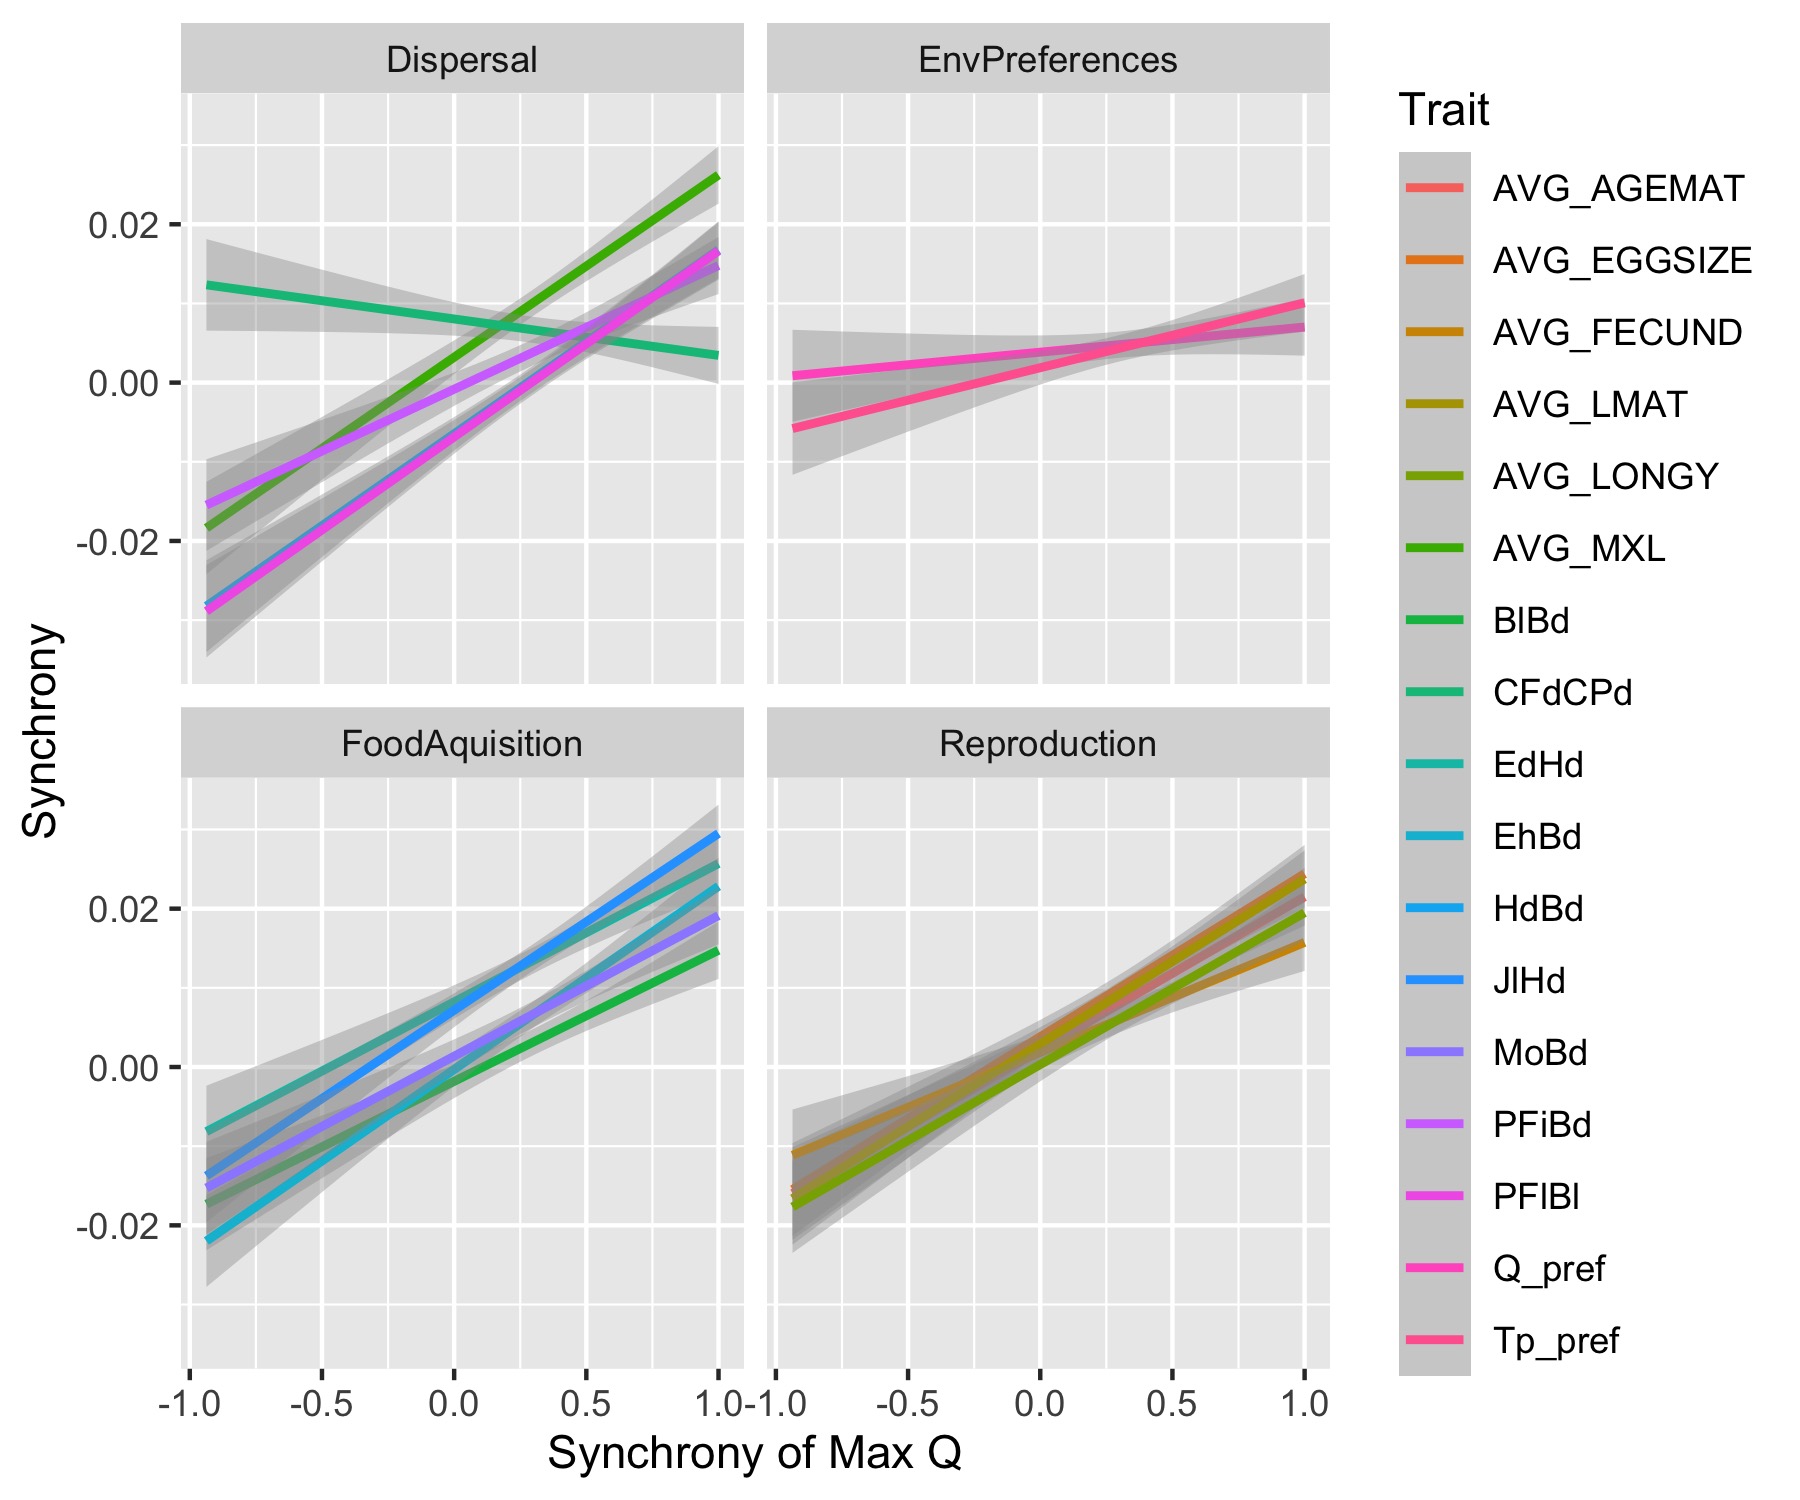 Dispersal
EnvPreferences
0.02
0.00
-0.02
FoodAquisition
Reproduction
0.02
0.00
-0.02
-1.0 -0.5 0.0 0.5 1.0 -1.0 -0.5 0.0 0.5 1.0
Synchrony of Max Q
Synchrony
Trait
AVG_AGEMAT
AVG_EGGSIZE
AVG_FECUND
AVG_LMAT
AVG_LONGY
AVG_MXL
BlBd
CFdCPd
EdHd
EhBd
HdBd
JlHd
MoBd
PFiBd
PFlBl
Q_pref
Tp_pref